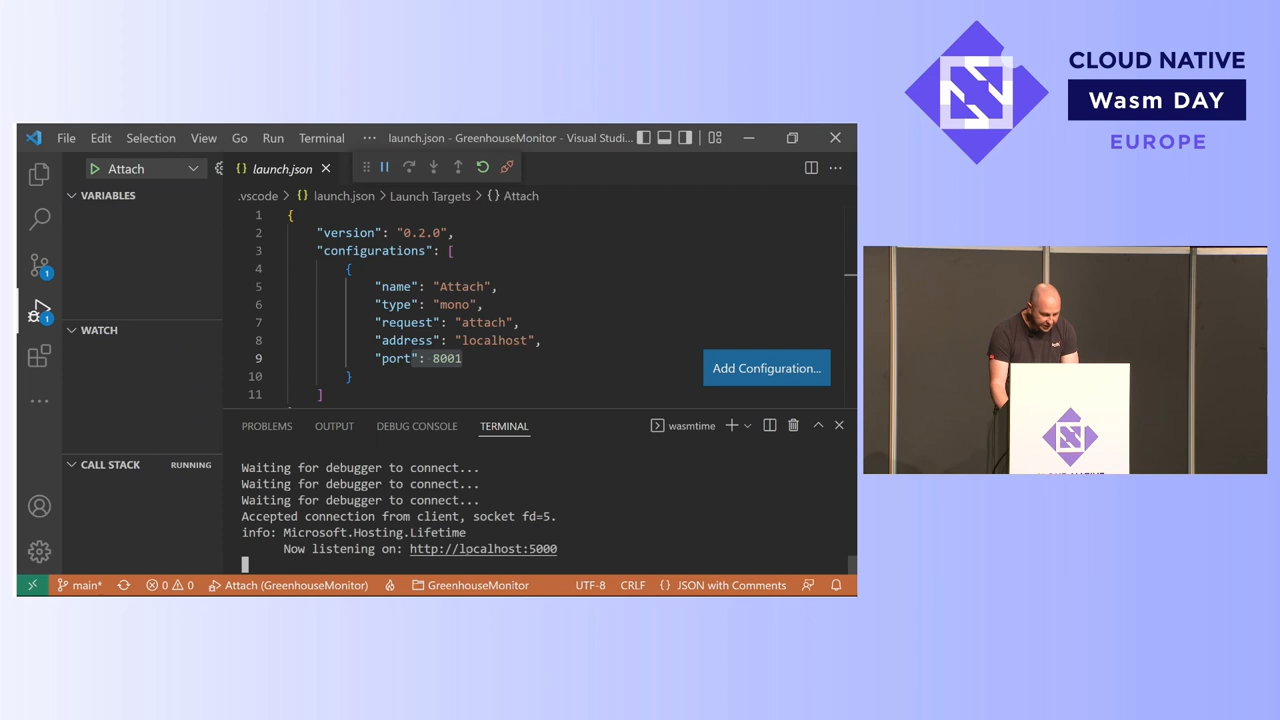 CLOUD NATIVE
Wasm DAY
EUROPE
File Edit Selection View Go Run Terminal ··· launch.json - GreenhouseMonitor - Visual Studi...
Attach
launch.json
VARIABLES
.vscode > launch.json > Launch Targets > Attach
1 {
2 "version": "0.2.0",
3 "configurations": [
4 {
5 "name": "Attach",
6 "type": "mono",
7 "request": "attach",
8 "address": "localhost",
9 "port": 8001
10 }
11 ]
Add Configuration...
WATCH
CALL STACK RUNNING
PROBLEMS OUTPUT DEBUG CONSOLE TERMINAL wasmtime
Waiting for debugger to connect...
Waiting for debugger to connect...
Waiting for debugger to connect...
Accepted connection from client, socket fd=5.
info: Microsoft.Hosting.Lifetime
Now listening on: http://localhost:5000
1
1
main* 0 0 Attach (GreenhouseMonitor) GreenhouseMonitor UTF-8 CRLF {} JSON with Comments
CLOUD NATIVE